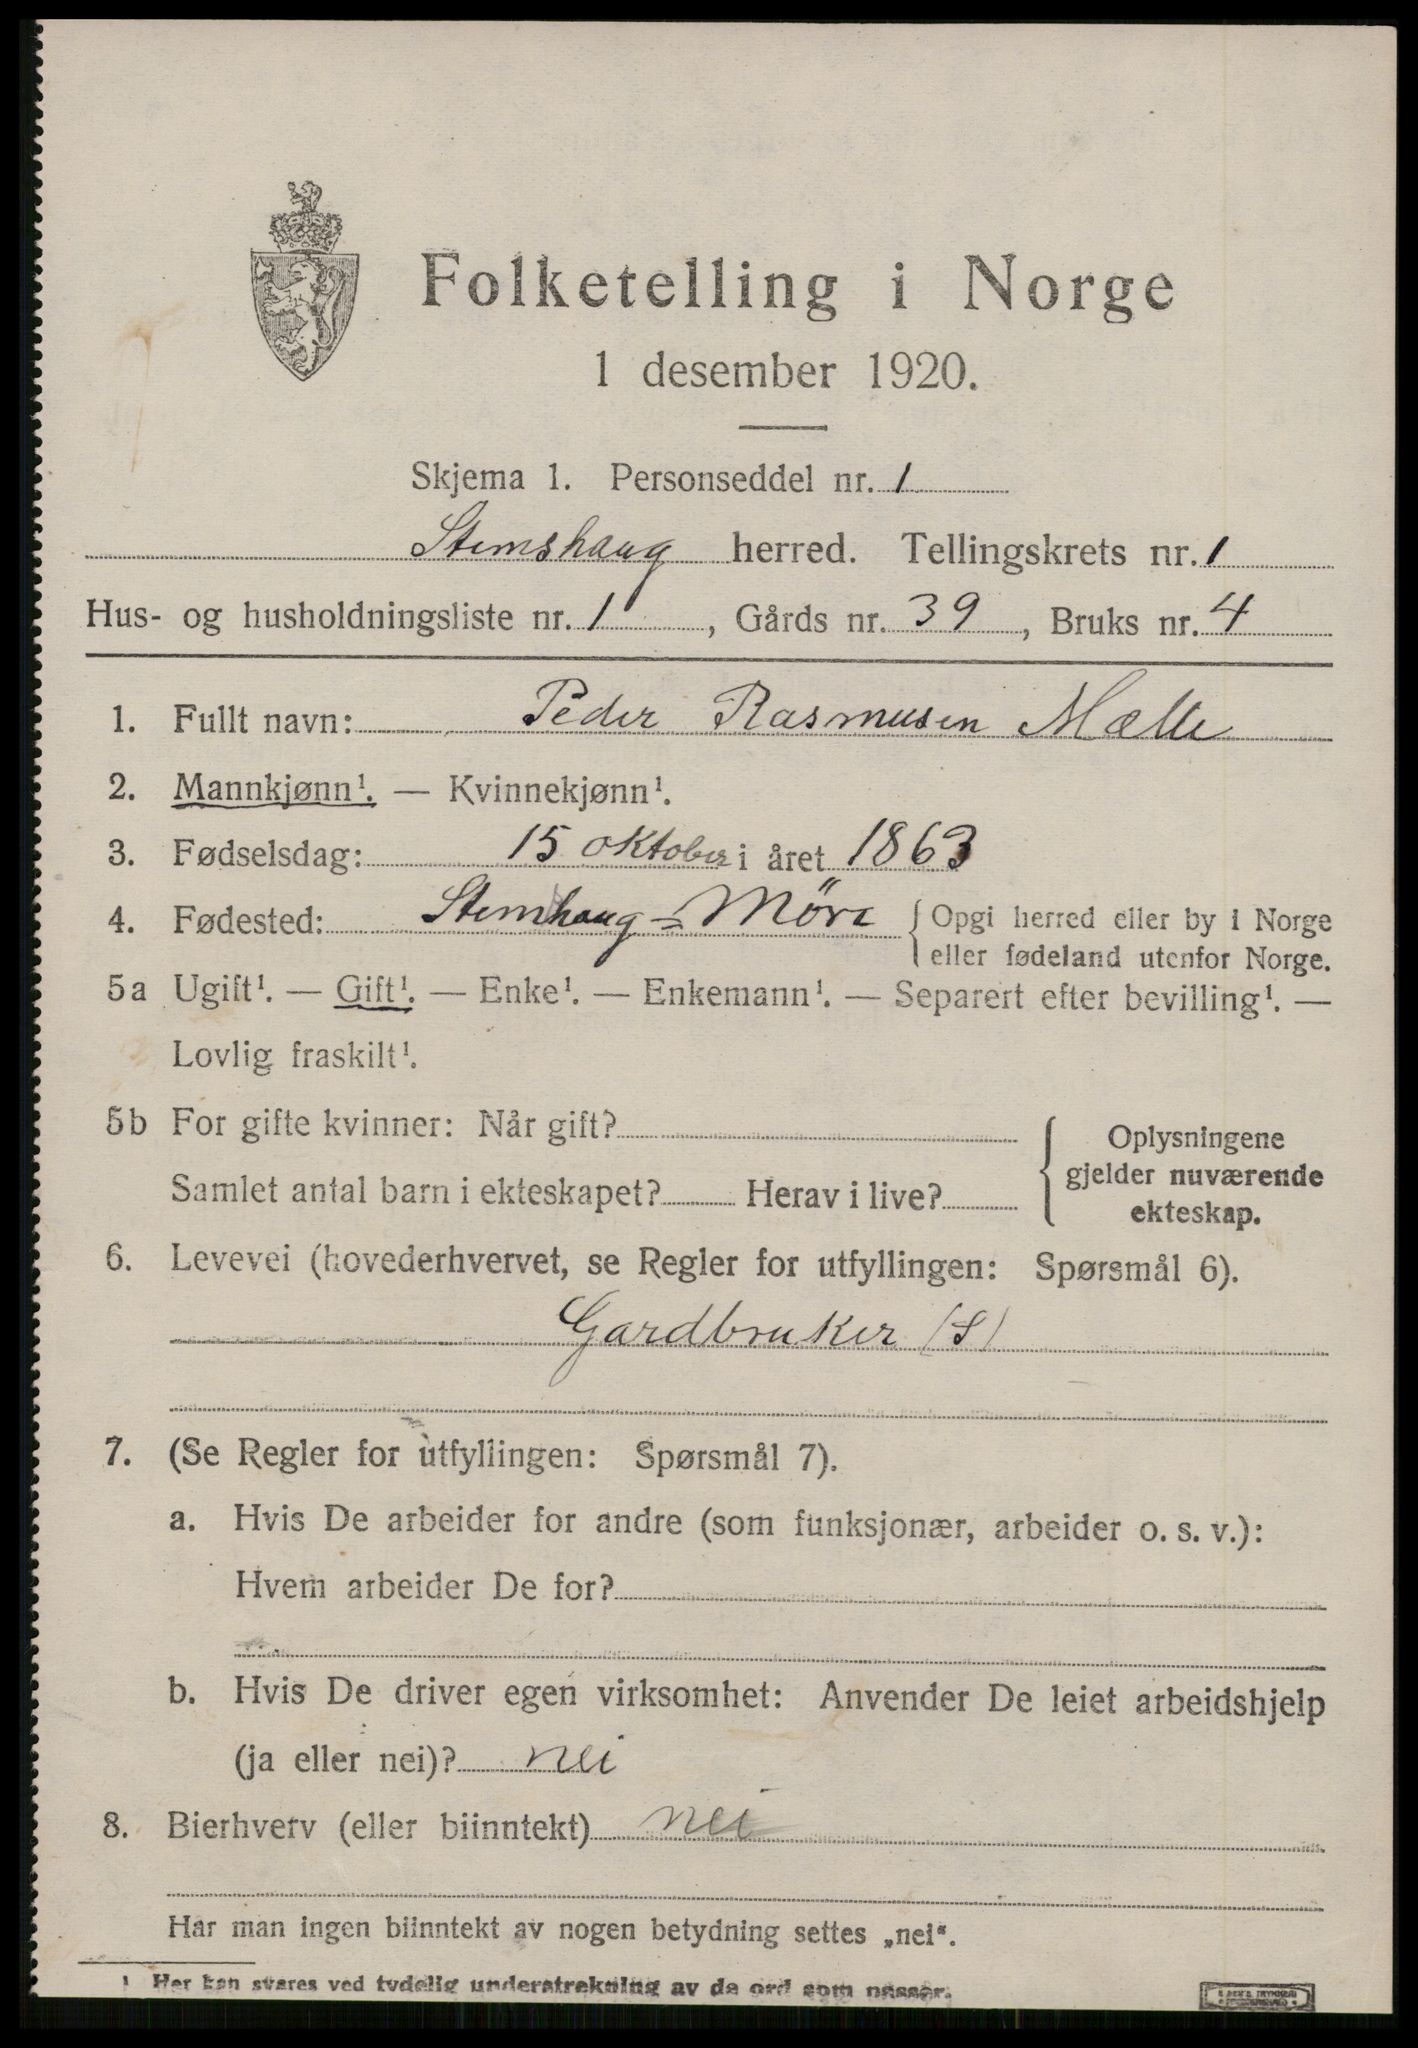 Folketelling i Norge
1 desember 1920.
Skjema 1. Personseddel nr. 1
Stemshaug herred. Tellingskrets nr. 1
Hus- og husholdningsliste nr. 1, Gårds nr. 39, Bruks nr. 4
1. Fullt navn: Peder Rasmusen Mælle
2. Mannkjønn¹. — Kvinnekjønn¹.
3. Fødselsdag: 15 oktober i året 1863
4. Fødested: Stemshaug = Möre { Opgi herred eller by i Norge
eller fødeland utenfor Norge.
5a Ugift¹. — Gift¹. — Enke¹. — Enkemann¹. — Separert efter bevilling¹. —
Lovlig fraskilt¹.
5b For gifte kvinner: Når gift?
Samlet antal barn i ekteskapet? Herav i live?
Oplysningene
gjelder nuværende
ekteskap.
6. Levevei (hovederhvervet, se Regler for utfyllingen: Spørsmål 6).
Gardbruker (S)
7. (Se Regler for utfyllingen: Spørsmål 7).
a. Hvis De arbeider for andre (som funksjonær, arbeider o. s. v.):
Hvem arbeider De for?
b. Hvis De driver egen virksomhet: Anvender De leiet arbeidshjelp
(ja eller nei)? nei
8. Bierhverv (eller biinntekt) nei
Har man ingen biinntekt av nogen betydning settes „nei“.
1 Her kan svares ved tydelig understrekning av de ord som passer.